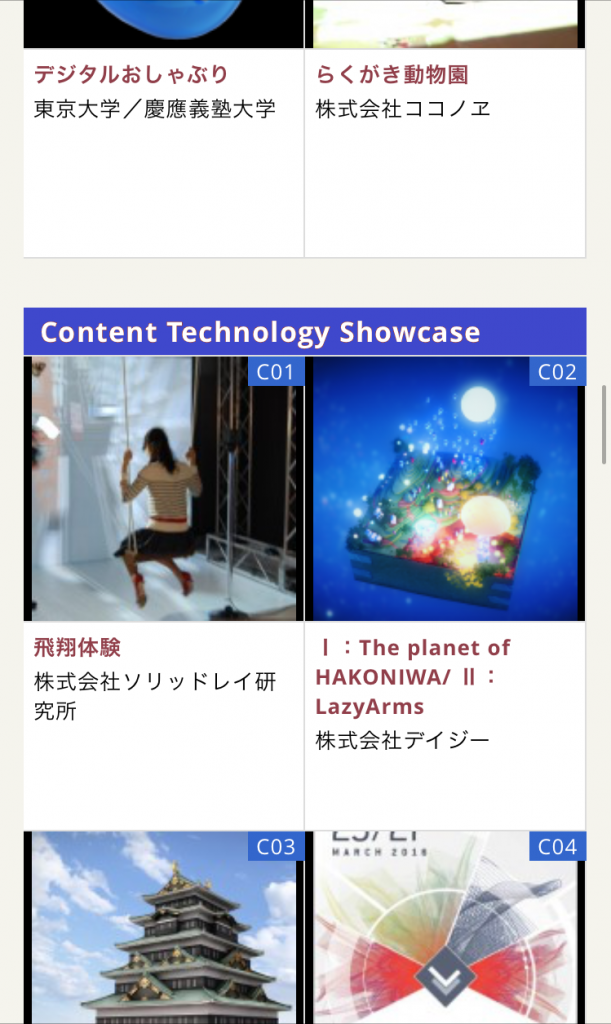 デジタルおしゃぶり
東京大学／慶應義塾大学
らくがき動物園
株式会社ココノヱ
Content Technology Showcase
C01
C02
飛翔体験
株式会社ソリッドレイ研
究所
Ⅰ：The planet of
HAKONIWA/ Ⅱ：
LazyArms
株式会社デイジー
C03
C04
MARCH 2016